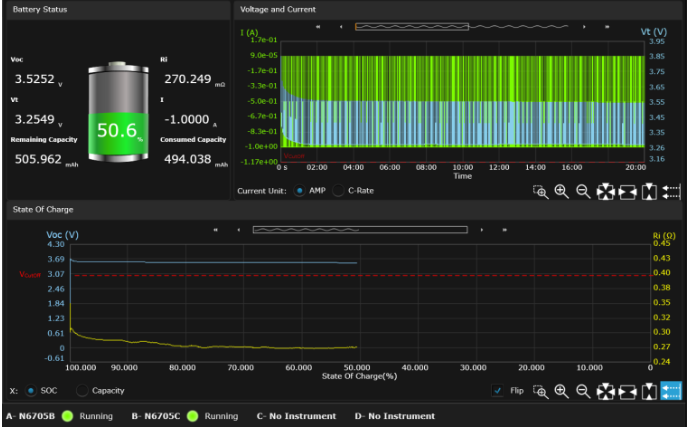 Battery Status
Voc
3.5252 V
Ri
270.249 mΩ
Vt
3.2549 V
I
-1.0000 A
50.6 %
Remaining Capacity
505.962 mAh
Consumed Capacity
494.038 mAh
Voltage and Current
I (A)
Vt (V)
1.7e-01
9.0e-05
-1.7e-01
-3.3e-01
-5.0e-01
-6.7e-01
-8.3e-01
-1.0e+00
-1.17e+00
3.95
3.85
3.75
3.65
3.55
3.45
3.35
3.26
3.16
0 s 02:00 04:00 06:00 08:00 10:00 12:00 14:00 16:00 20:00
Time
Current Unit: AMP C-Rate
State Of Charge
Voc (V)
Ri (Ω)
4.30
3.69
3.07
2.46
1.84
1.23
0.61
0
-0.61
0.45
0.43
0.40
0.38
0.35
0.32
0.30
0.27
0.24
100.000 90.000 80.000 70.000 60.000 50.000 40.000 30.000 20.000 10.000 0
State Of Charge(%)
X: SOC Capacity
Flip
A- N6705B Running B- N6705C Running C- No Instrument D- No Instrument